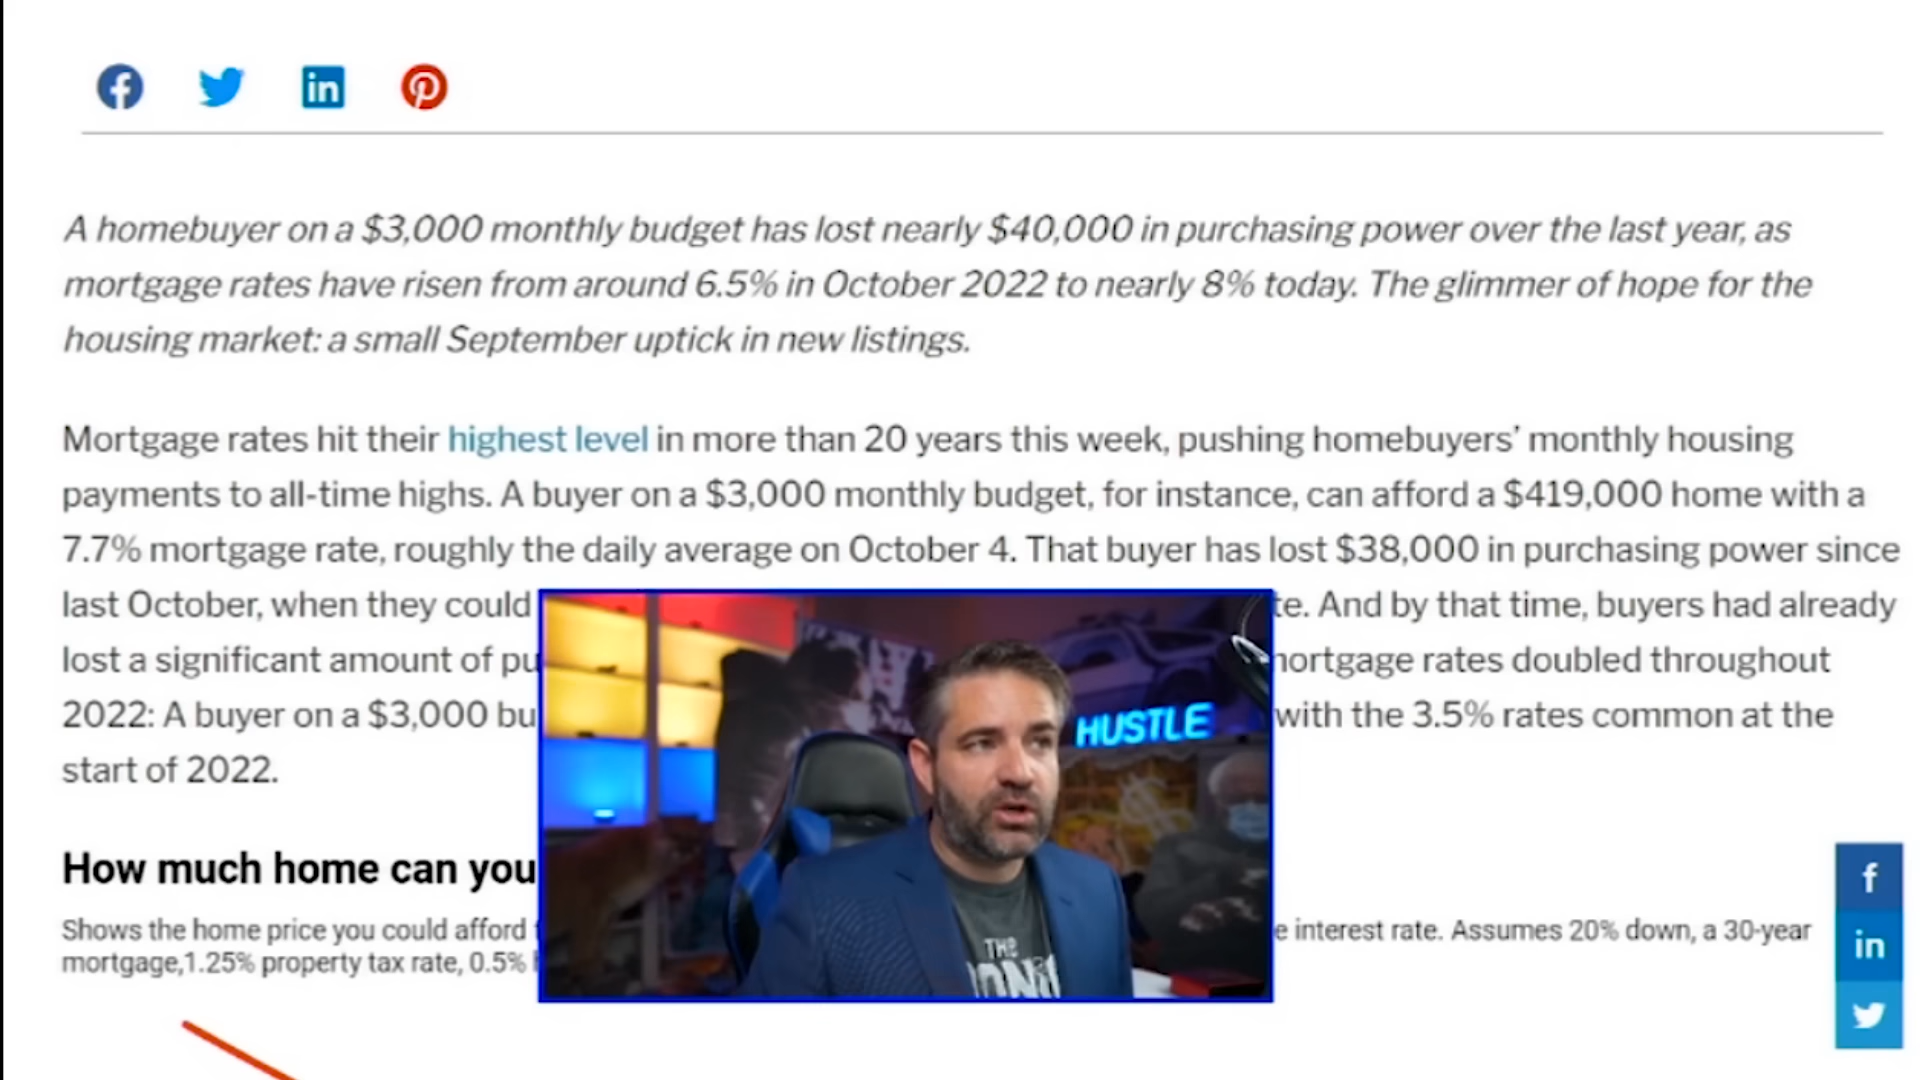 A homebuyer on a $3,000 monthly budget has lost nearly $40,000 in purchasing power over the last year, as
mortgage rates have risen from around 6.5% in October 2022 to nearly 8% today. The glimmer of hope for the
housing market: a small September uptick in new listings.
Mortgage rates hit their highest level in more than 20 years this week, pushing homebuyers’ monthly housing
payments to all-time highs. A buyer on a $3,000 monthly budget, for instance, can afford a $419,000 home with a
7.7% mortgage rate, roughly the daily average on October 4. That buyer has lost $38,000 in purchasing power since
last October, when they could te. And by that time, buyers had already
lost a significant amount of pu mortgage rates doubled throughout
2022: A buyer on a $3,000 bu with the 3.5% rates common at the
start of 2022.
HUSTLE
How much home can you
Shows the home price you could afford e interest rate. Assumes 20% down, a 30-year
mortgage,1.25% property tax rate, 0.5%
THE